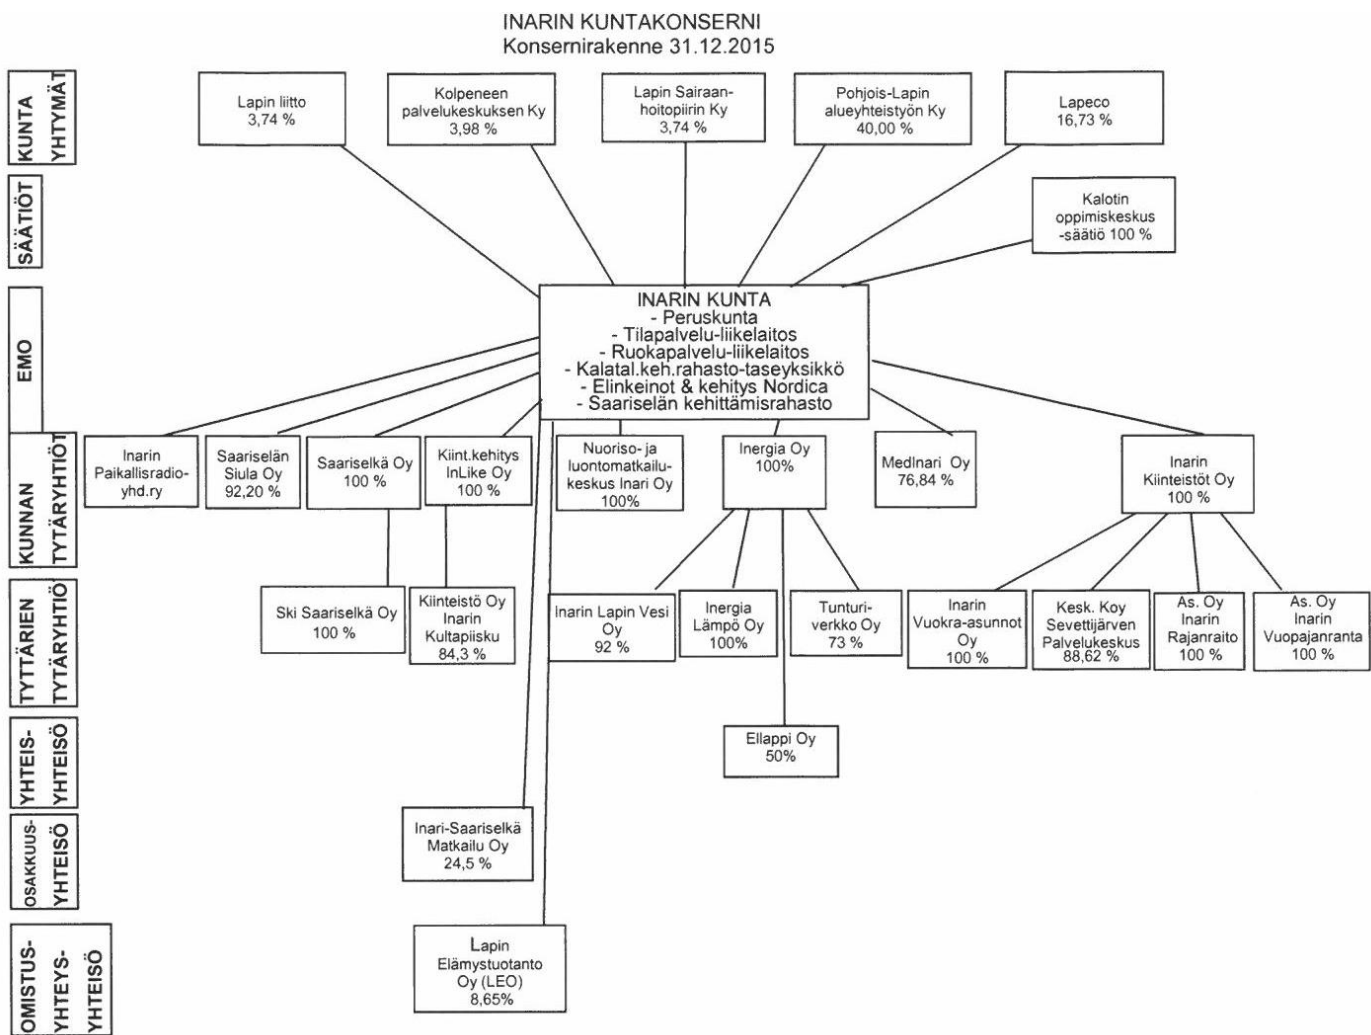 INARIN KUNTAKONSERNI
Konsernirakenne 31.12.2015
KUNTA
YHTYMÄT
Lapin liitto
3,74 %
Kolpeneen
palvelukeskuksen Ky
3,98 %
Lapin Sairaan-
hoitopiirin Ky
3,74 %
Pohjois-Lapin
alueyhteistyön Ky
40,00 %
Lapeco
16,73 %
SÄÄTIÖT
Kalotin
oppimiskeskus
-säätiö 100 %
EMO
INARIN KUNTA
- Peruskunta
- Tilapalvelu-liikelaitos
- Ruokapalvelu-liikelaitos
- Kalatal.keh.rahasto-taseyksikkö
- Elinkeinot & kehitys Nordica
- Saariselän kehittämisrahasto
KUNNAN
TYTÄRYHTIÖT
Inarin
Paikallisradio-
yhd.ry
Saariselän
Siula Oy
92,20 %
Saariselkä Oy
100 %
Kiint.kehitys
InLike Oy
100 %
Nuoriso- ja
luontomatkailu-
keskus Inari Oy
100%
Inergia Oy
100%
MedInari Oy
76,84 %
Inarin
Kiinteistöt Oy
100 %
TYTTÄRIEN
TYTÄRYHTIÖ
Ski Saariselkä Oy
100 %
Kiinteistö Oy
Inarin
Kultapiisku
84,3 %
Inarin Lapin Vesi
Oy
92 %
Inergia
Lämpö Oy
100%
Tunturi-
verkko Oy
73 %
Inarin
Vuokra-asunnot
Oy
100 %
Kesk. Koy
Sevettijärven
Palvelukeskus
88,62 %
As. Oy
Inarin
Rajanraito
100 %
As. Oy
Inarin
Vuopajanranta
100 %
YHTEIS-
YHTEISÖ
Ellappi Oy
50%
OSAKKUUS-
YHTEISÖ
Inari-Saariselkä
Matkailu Oy
24,5 %
OMISTUS-
YHTEYS-
YHTEISÖ
Lapin
Elämystuotanto
Oy (LEO)
8,65%